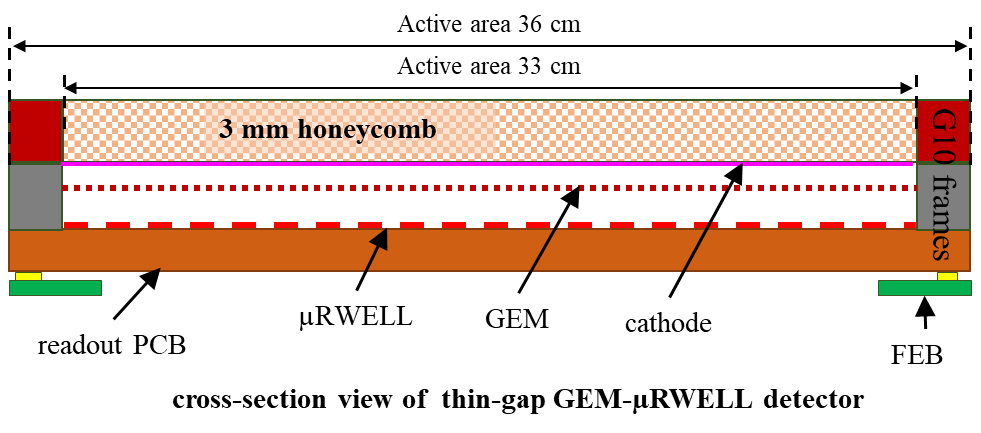 Active area 36 cm
Active area 33 cm
3 mm honeycomb
G10 frames
µRWELL
GEM
cathode
readout PCB
FEB
cross-section view of thin-gap GEM-µRWELL detector